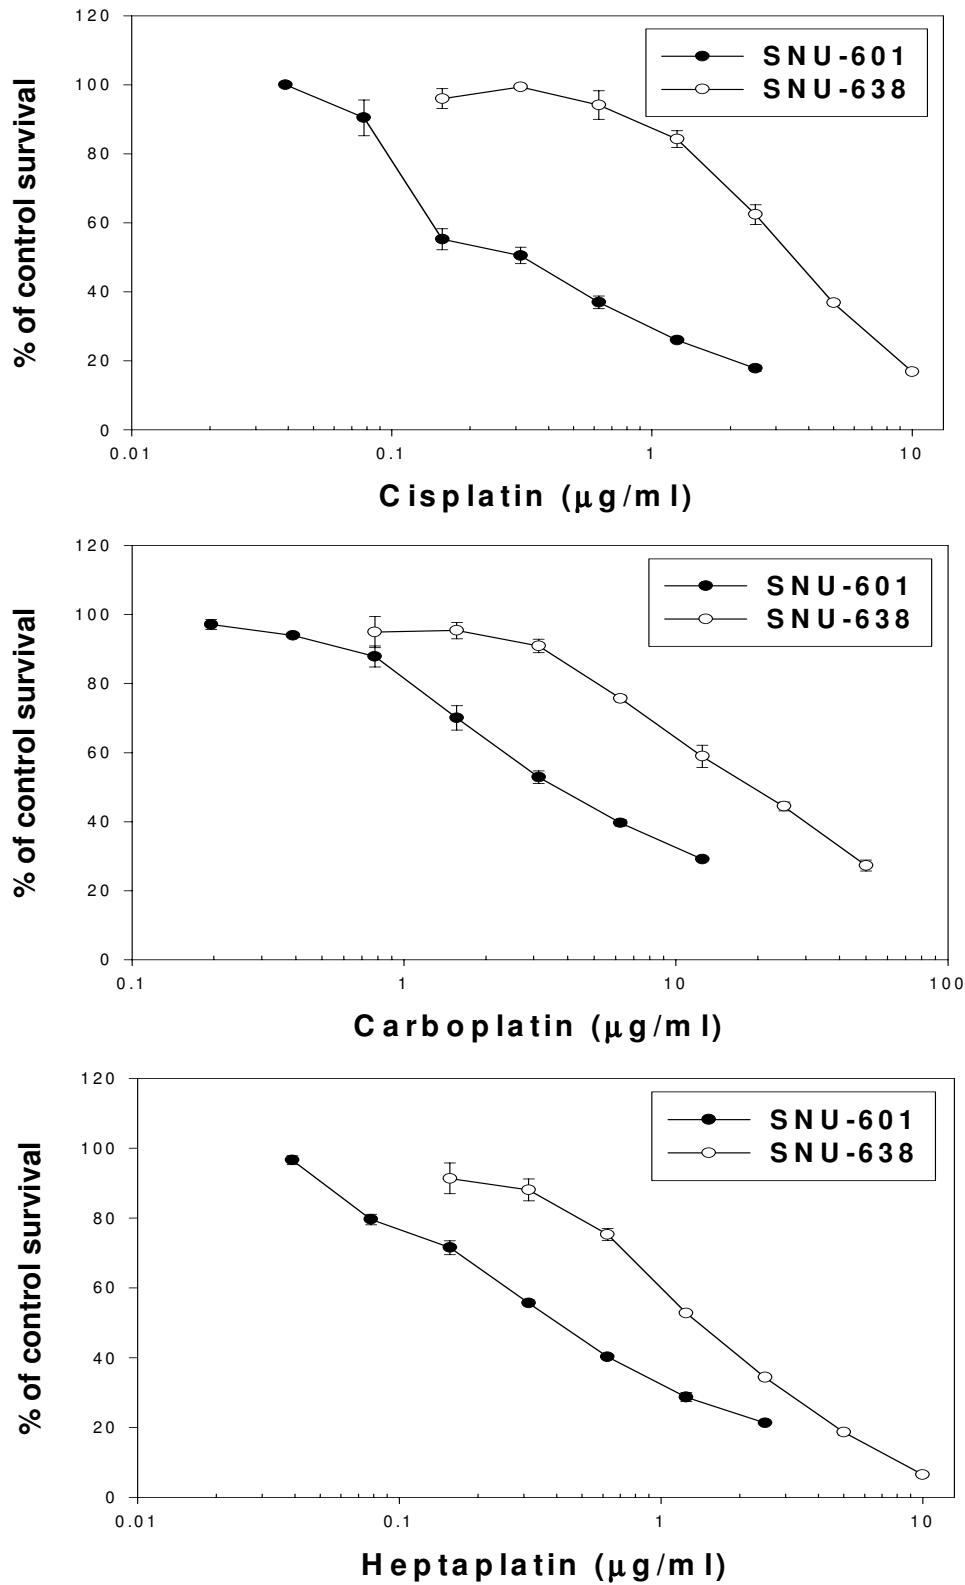 120
100
80
60
40
20
0
% of control survival
SNU-601
SNU-638
0.01 0.1 1 10
Cisplatin (μg/ml)
120
100
80
60
40
20
0
% of control survival
SNU-601
SNU-638
0.1 1 10 100
Carboplatin (μg/ml)
120
100
80
60
40
20
0
% of control survival
SNU-601
SNU-638
0.01 0.1 1 10
Heptaplatin (μg/ml)